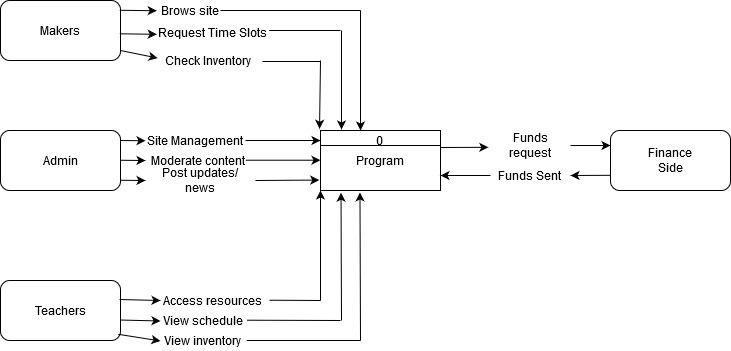 Makers
Brows site
Request Time Slots
Check Inventory
Admin
Site Management
Moderate content
Post updates/
news
0
Program
Funds
request
Funds Sent
Finance
Side
Teachers
Access resources
View schedule
View inventory